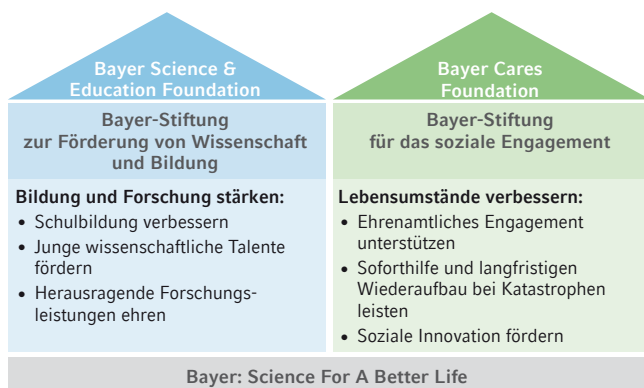 Bayer Science &
Education Foundation
Bayer-Stiftung
zur Förderung von Wissenschaft
und Bildung
Bildung und Forschung stärken:
• Schulbildung verbessern
• Junge wissenschaftliche Talente
fördern
• Herausragende Forschungs-
leistungen ehren
Bayer Cares
Foundation
Bayer-Stiftung
für das soziale Engagement
Lebensumstände verbessern:
• Ehrenamtliches Engagement
unterstützen
• Soforthilfe und langfristigen
Wiederaufbau bei Katastrophen
leisten
• Soziale Innovation fördern
Bayer: Science For A Better Life